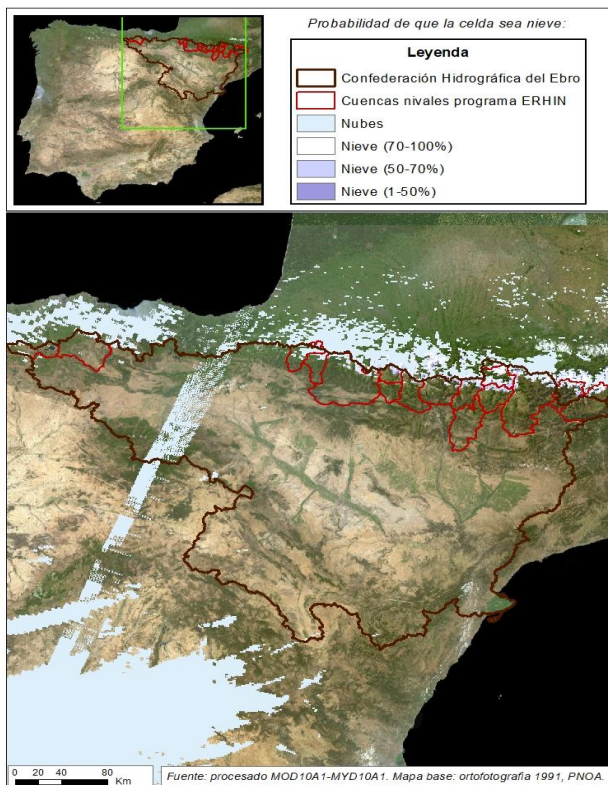 Probabilidad de que la celda sea nieve:
Leyenda
Confederación Hidrográfica del Ebro
Cuencas nivales programa ERHIN
Nubes
Nieve (70-100%)
Nieve (50-70%)
Nieve (1-50%)
0 20 40 80
Km
Fuente: procesado MOD10A1-MYD10A1. Mapa base: ortofotografia 1991, PNOA.